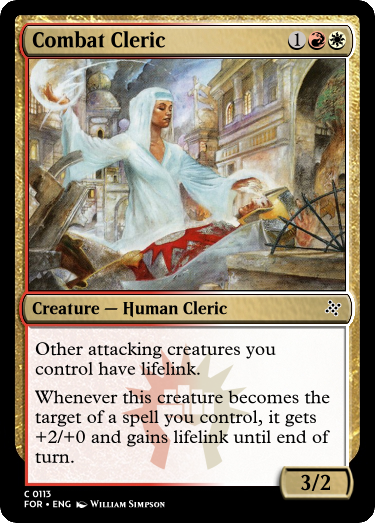 Combat Cleric 1
Creature — Human Cleric
Other attacking creatures you
control have lifelink.
Whenever this creature becomes the
target of a spell you control, it gets
+2/+0 and gains lifelink until end of
turn.
3/2
C 0113
FOR • ENG William Simpson